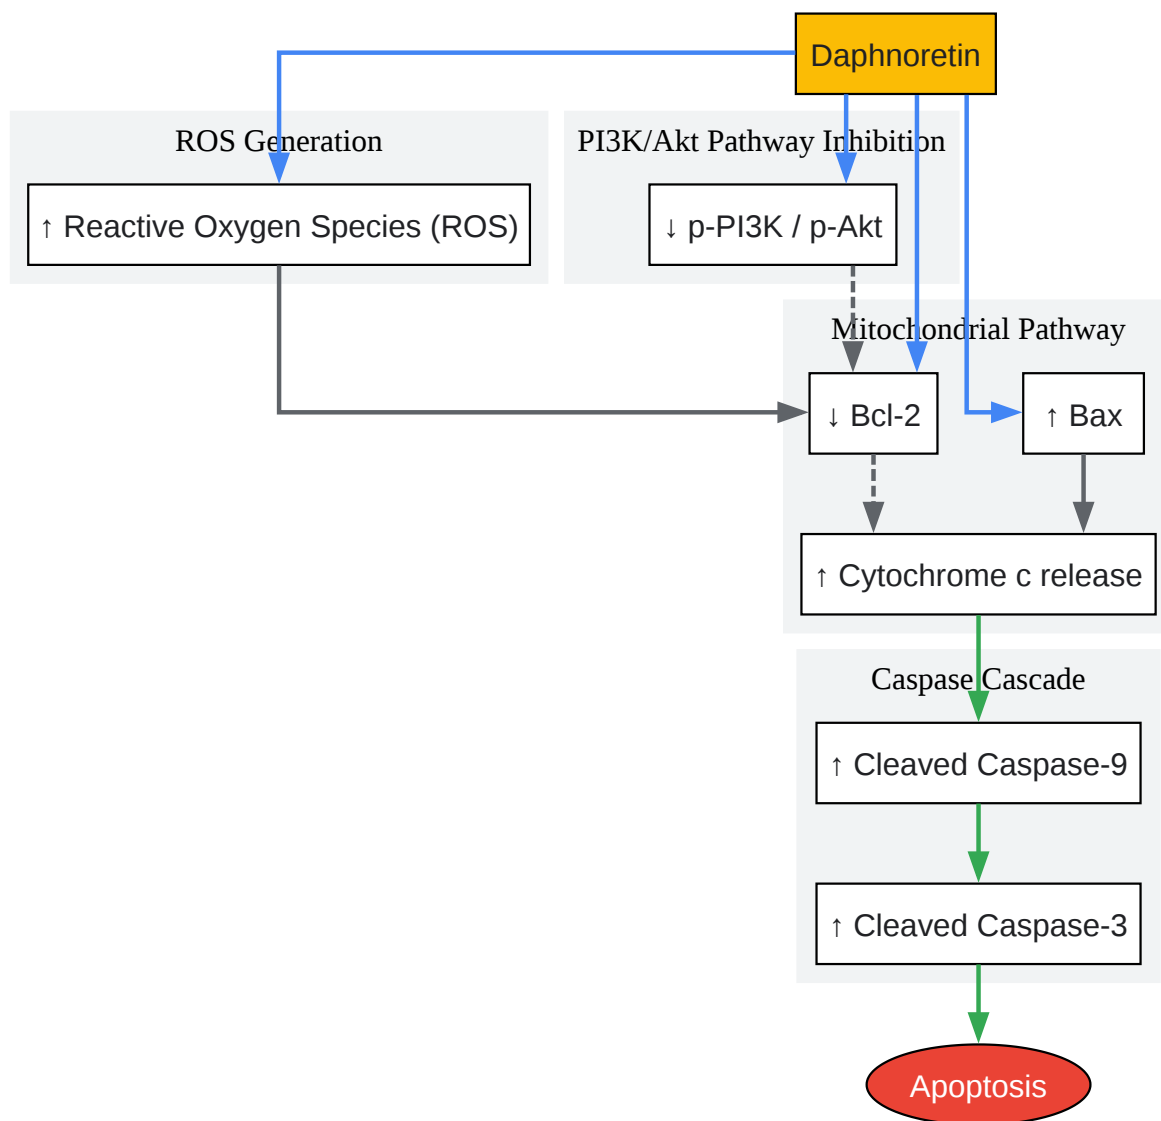 Daphnoretin
ROS Generation
PI3K/Akt Pathway Inhibition
↑ Reactive Oxygen Species (ROS)
↓ p-PI3K / p-Akt
Mitochondrial Pathway
↓ Bcl-2
↑ Bax
↑ Cytochrome c release
Caspase Cascade
↑ Cleaved Caspase-9
↑ Cleaved Caspase-3
Apoptosis